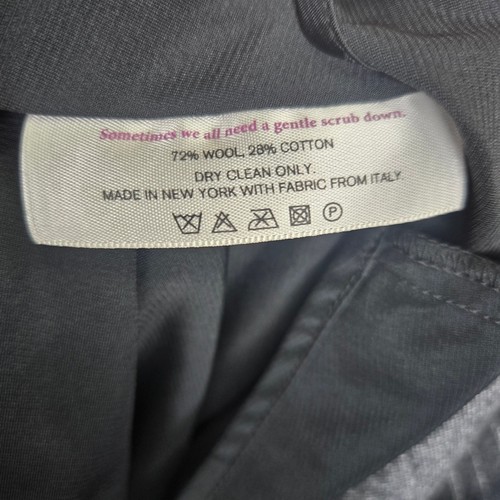 Sometimes we all need a gentle scrub down.
72% WOOL, 28% COTTON
DRY CLEAN ONLY.
MADE IN NEW YORK WITH FABRIC FROM ITALY.
P